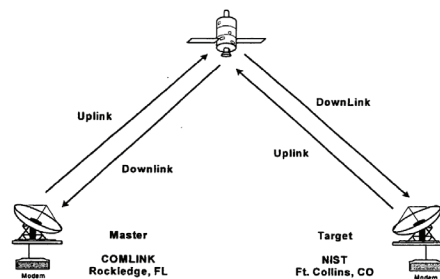 DownLink
Uplink
Downlink
Uplink
Master
Target
COMLINK
Rockledge, FL
NIST
Ft. Collins, CO
Modem
Modem